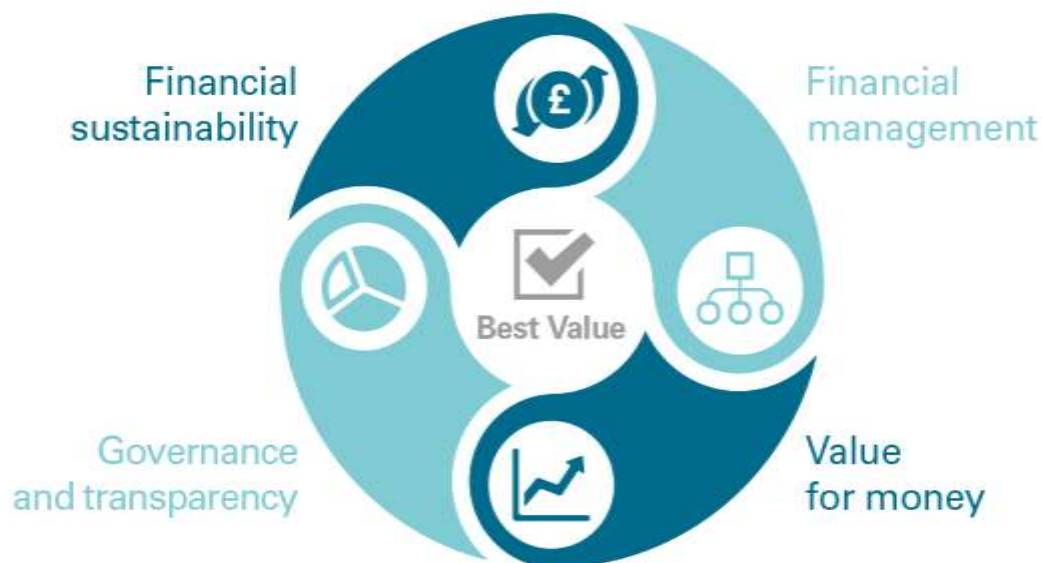 Financial
sustainability
Financial
management
£
Best Value
Governance
and transparency
Value
for money